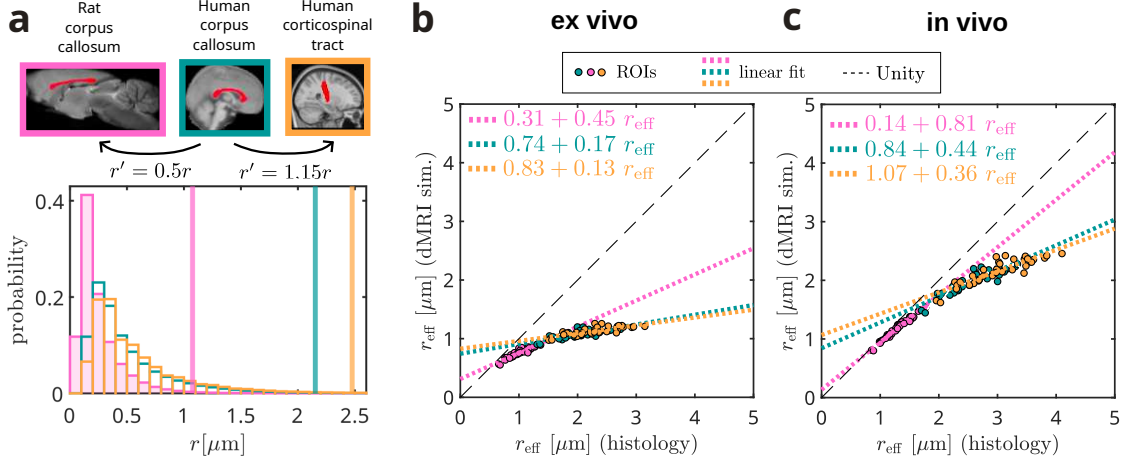 a
Rat
corpus
callosum
Human
corpus
callosum
Human
corticospinal
tract
r′ = 0.5r
r′ = 1.15r
probability
0.4
0.2
0
0
0.5
1
1.5
2
2.5
r[μm]
b
ex vivo
c
in vivo
ROIs
linear fit
Unity
0.31 + 0.45 r_eff
0.74 + 0.17 r_eff
0.83 + 0.13 r_eff
r_eff [μm] (dMRI sim.)
5
4
3
2
1
0
0
1
2
3
4
5
r_eff [μm] (histology)
0.14 + 0.81 r_eff
0.84 + 0.44 r_eff
1.07 + 0.36 r_eff
r_eff [μm] (dMRI sim.)
5
4
3
2
1
0
0
1
2
3
4
5
r_eff [μm] (histology)